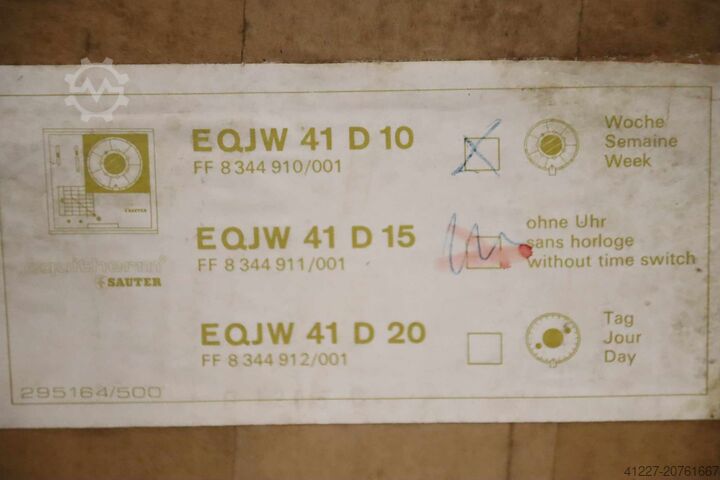 EQJW 41 D 10
FF 8 344 910/001
Woche
Semaine
Week
SAUTER
EQJW 41 D 15
FF 8 344 911/001
ohne Uhr
sans horloge
without time switch
equitherm
SAUTER
EQJW 41 D 20
FF 8 344 912/001
Tag
Jour
Day
295164/500
41227-20761667